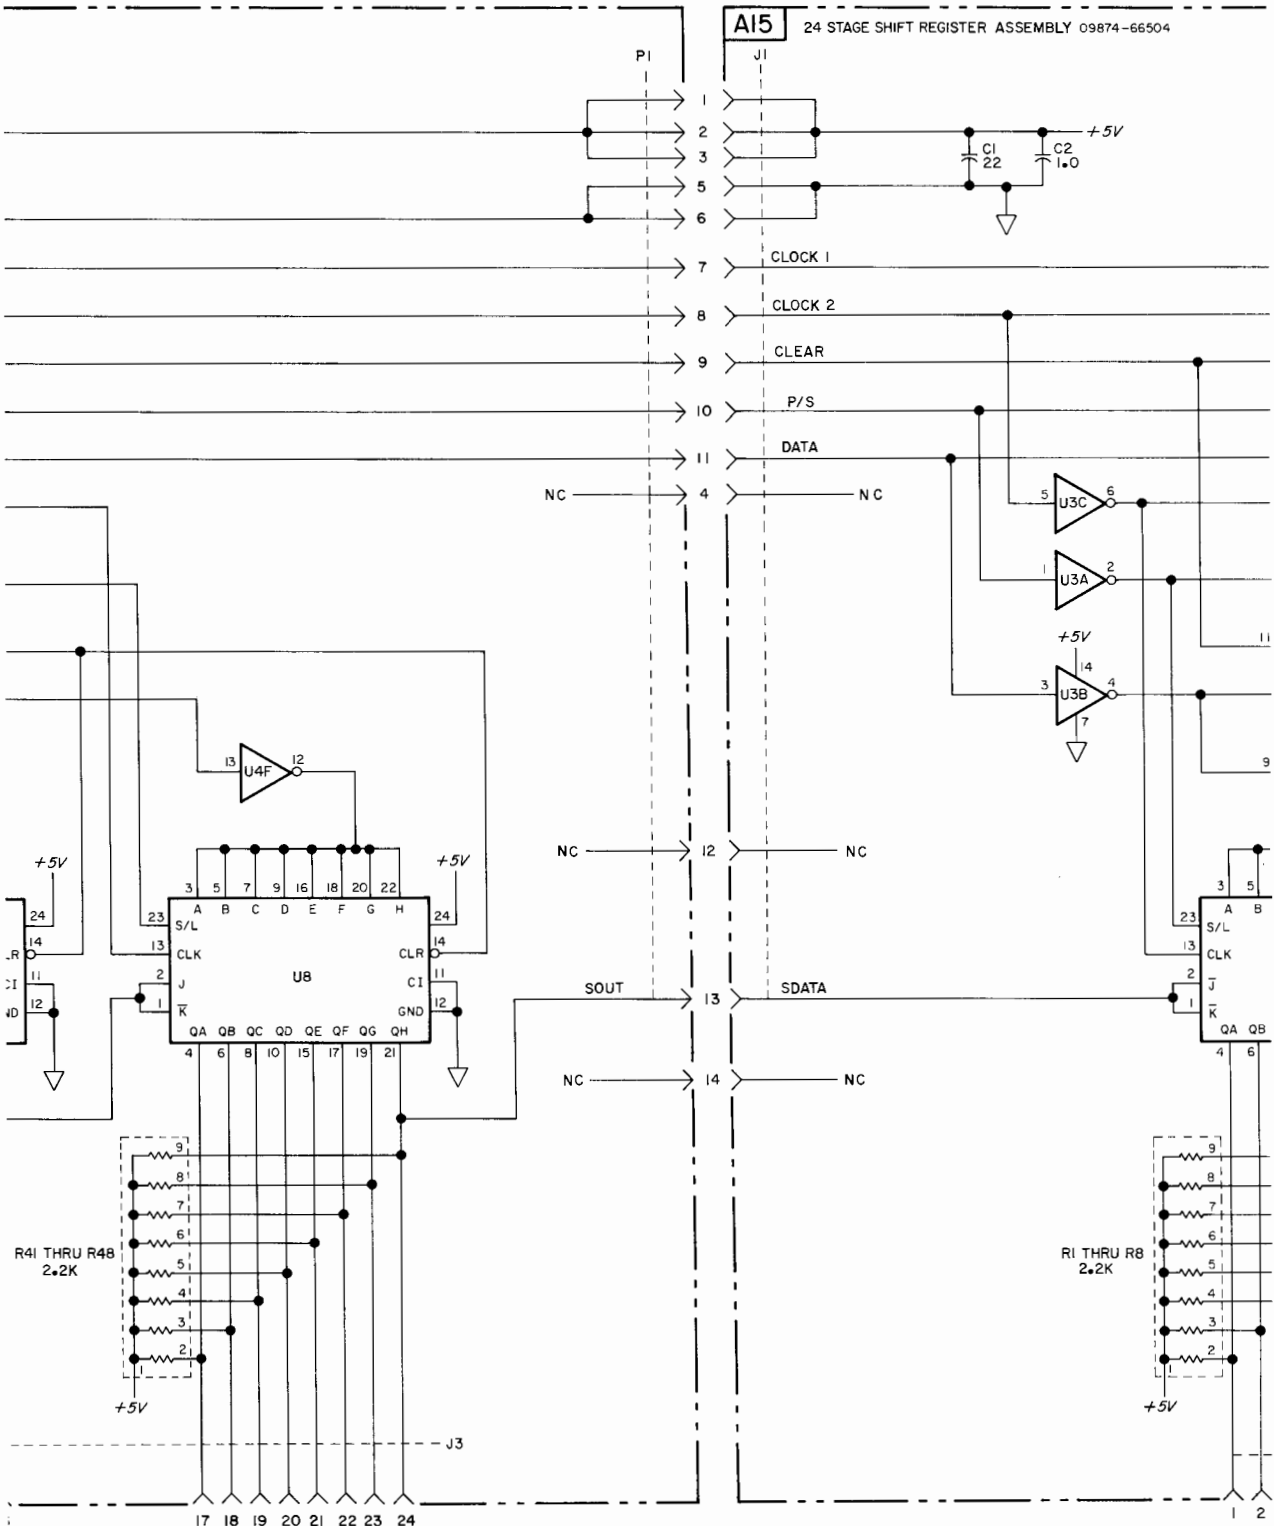 A15 24 STAGE SHIFT REGISTER ASSEMBLY 09874-66504
P1 J1
1
2 +5V
3
C1 22 C2 1.0
5
6
7 CLOCK 1
8 CLOCK 2
9 CLEAR
10 P/S
11 DATA
NC 4 NC
5 U3C 6
1 U3A 2
+5V
14
3 U3B 4
7
11
13 U4F 12
9
NC 12 NC
+5V +5V
3 5 7 9 16 18 20 22
A B C D E F G H
24 23 S/L 24
14 13 CLK CLR 14
2 J U8 CI 11
1 K̅ GND 12
LR
CI 11
ND 12
QA QB QC QD QE QF QG QH
4 6 8 10 15 17 19 21
SOUT 13 SDATA
3 5
A B
23 S/L
13 CLK
2 J̅
1 K̅
QA QB
4 6
NC 14 NC
R41 THRU R48
2.2K
9
8
7
6
5
4
3
2
1
+5V
R1 THRU R8
2.2K
9
8
7
6
5
4
3
2
1
+5V
J3
17 18 19 20 21 22 23 24
1 2